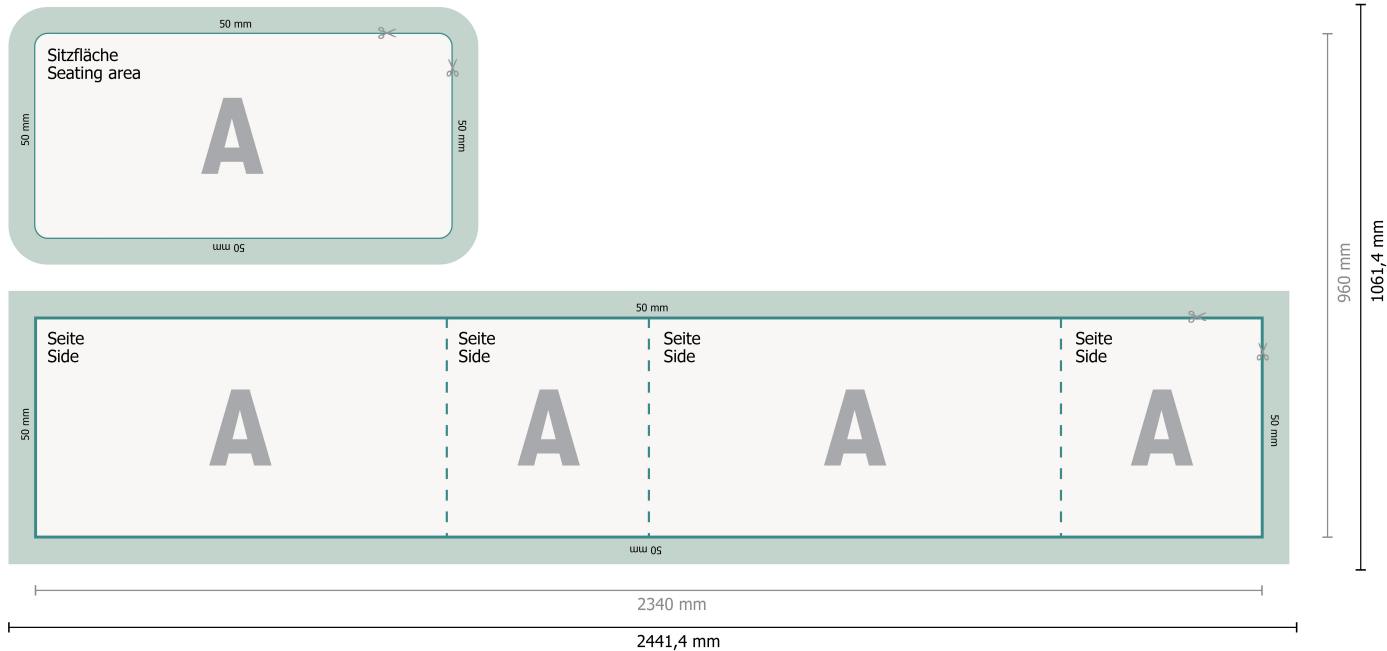 50 mm
Sitzfläche
Seating area
A
50 mm
50 mm
50 mm
50 mm
Seite
Side
Seite
Side
Seite
Side
Seite
Side
A
A
A
A
50 mm
50 mm
50 mm
2340 mm
2441,4 mm
960 mm
1061,4 mm